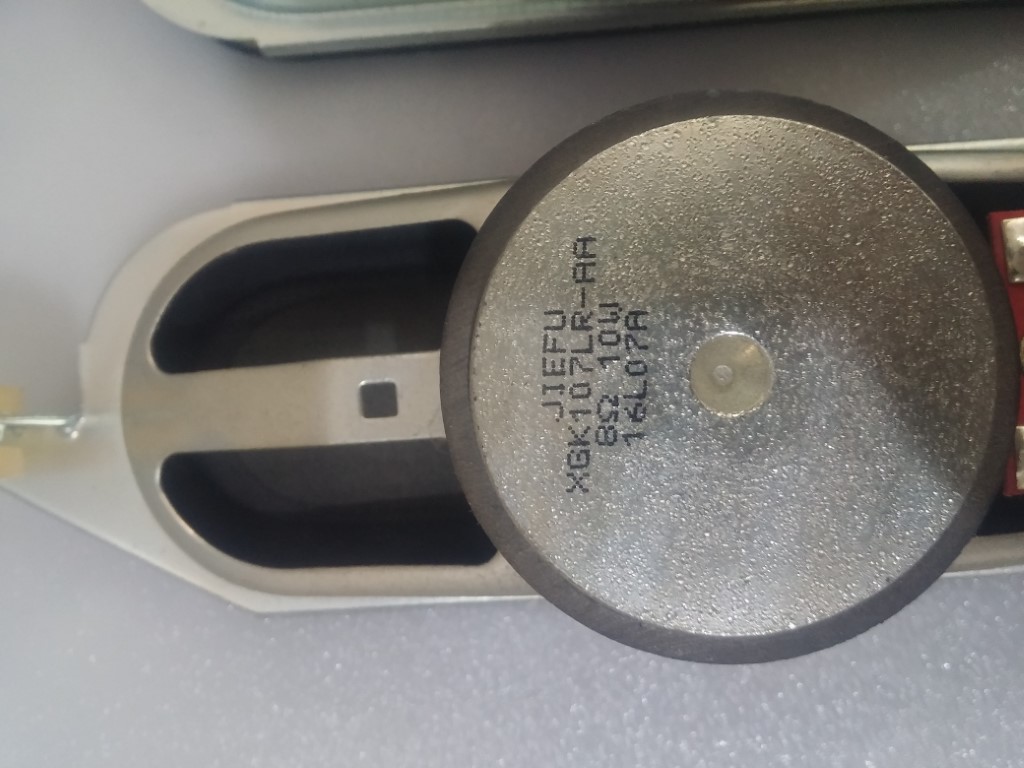 JIEFU
XGK107LR-AA
8Ω 10W
16L07A